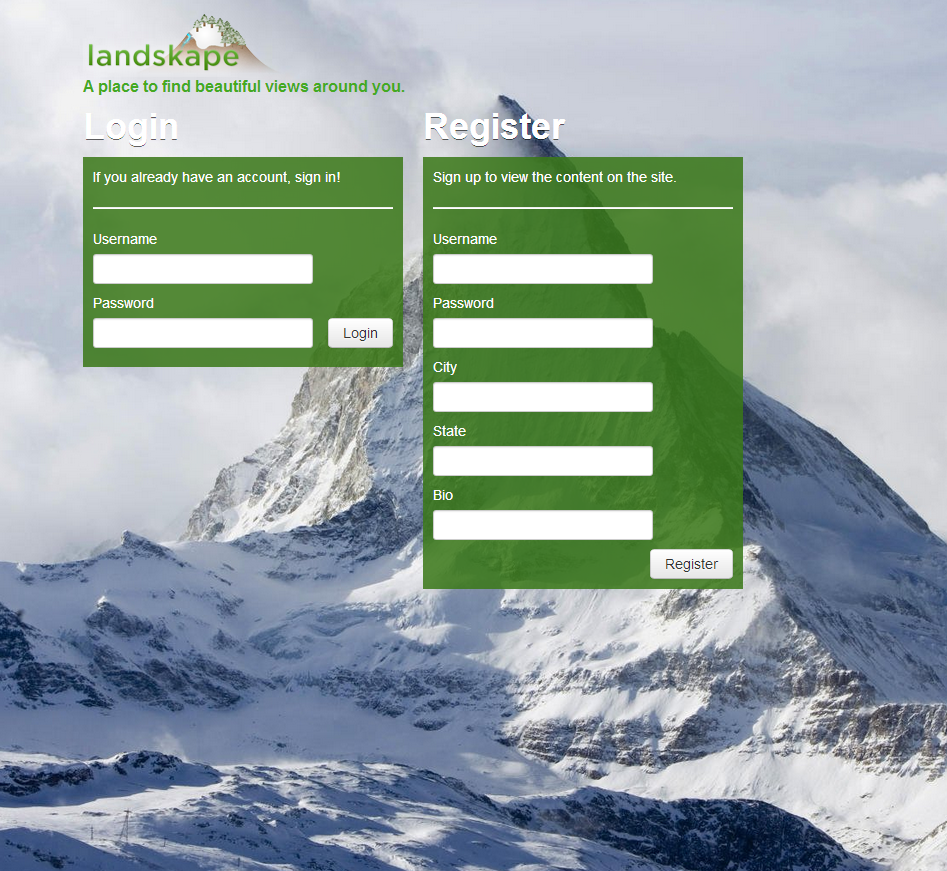 landskape
A place to find beautiful views around you.
Login
If you already have an account, sign in!
Username
Password
Login
Register
Sign up to view the content on the site.
Username
Password
City
State
Bio
Register